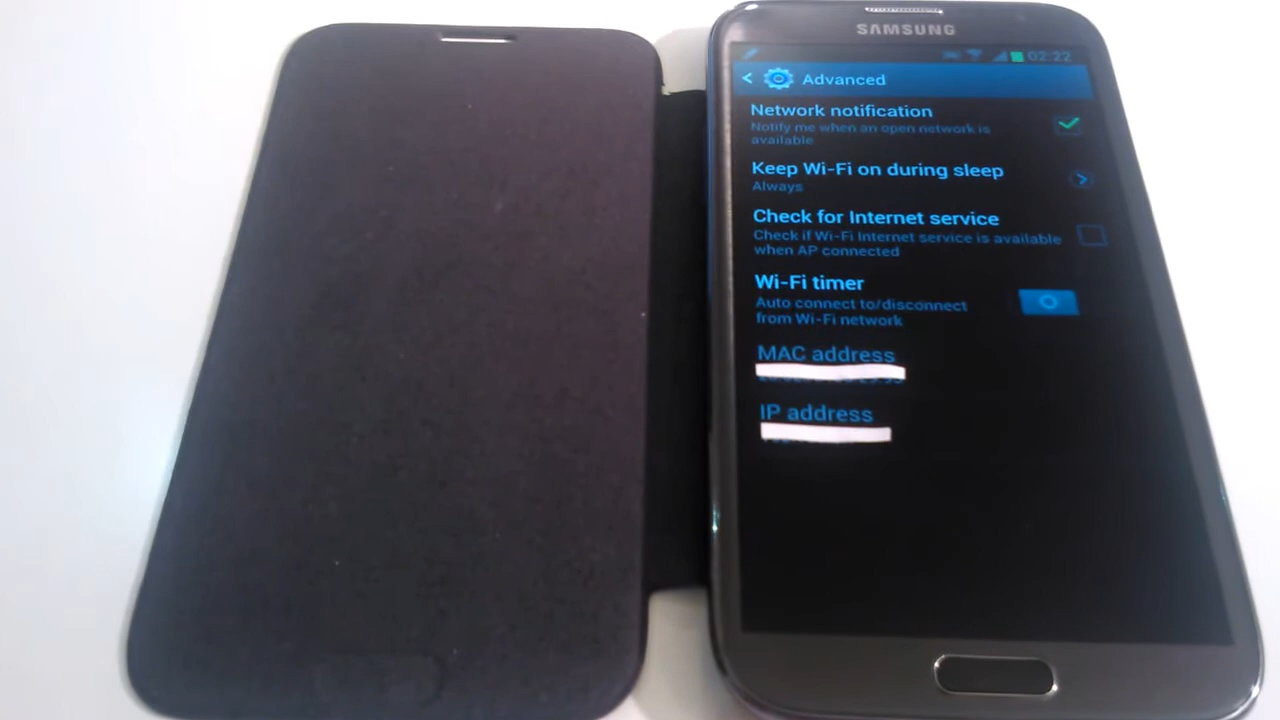 SAMSUNG
02:22
Advanced
Network notification
Notify me when an open network is
available
Keep Wi-Fi on during sleep
Always
Check for Internet service
Check if Wi-Fi Internet service is available
when AP connected
Wi-Fi timer
Auto connect to/disconnect
from Wi-Fi network
MAC address
IP address